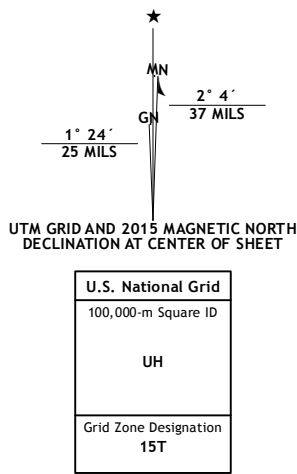 ★
MN
GN
2° 4´
37 MILS
1° 24´
25 MILS
UTM GRID AND 2015 MAGNETIC NORTH
DECLINATION AT CENTER OF SHEET
U.S. National Grid
100,000-m Square ID
UH
Grid Zone Designation
15T